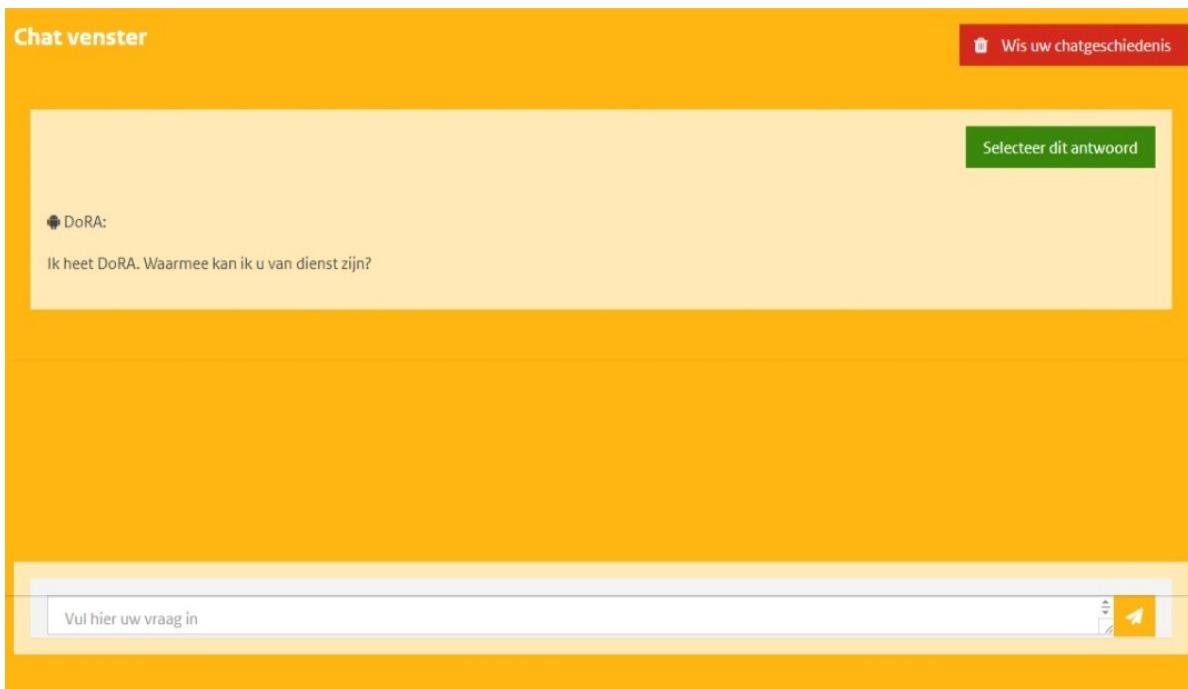 Chat venster
Wis uw chatgeschiedenis
Selecteer dit antwoord
DoRA:
Ik heet DoRA. Waarmee kan ik u van dienst zijn?
Vul hier uw vraag in